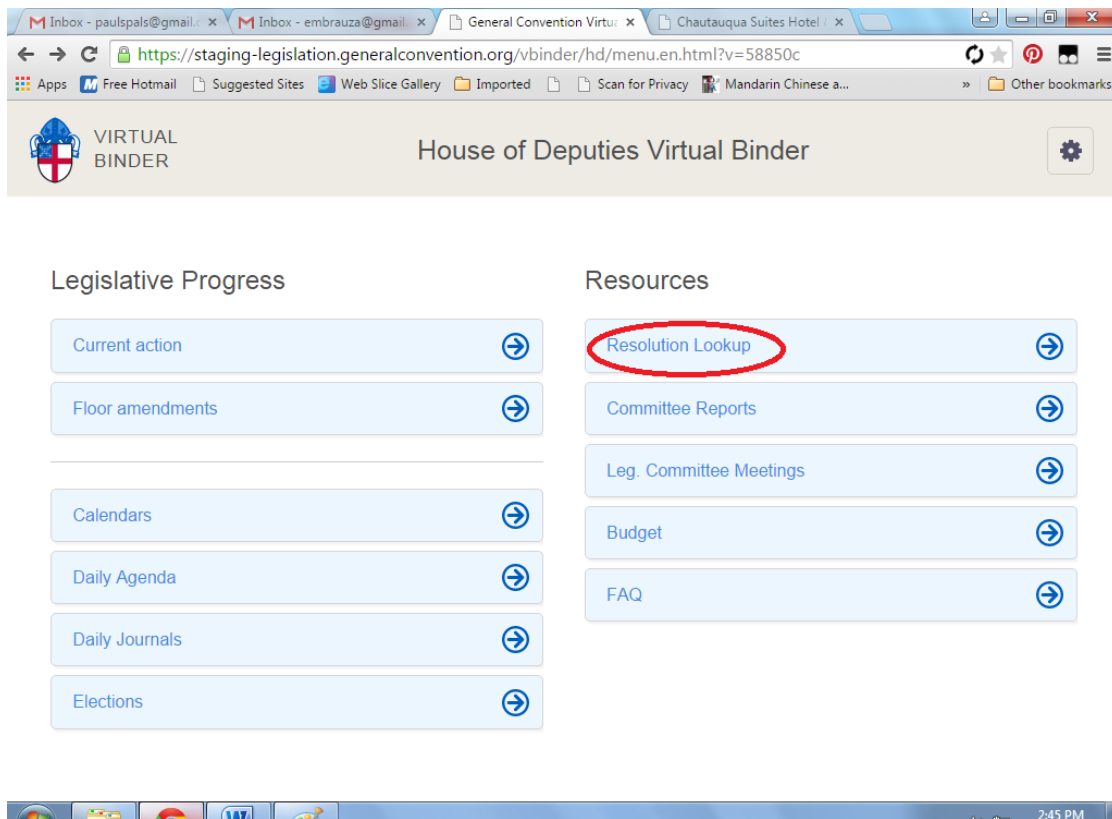 Inbox - paulspals@gmail.c
Inbox - embrauza@gmail.
General Convention Virtua
Chautauqua Suites Hotel
https://staging-legislation.generalconvention.org/vbinder/hd/menu.en.html?v=58850c
Apps
Free Hotmail
Suggested Sites
Web Slice Gallery
Imported
Scan for Privacy
Mandarin Chinese a...
»
Other bookmarks
VIRTUAL
BINDER
House of Deputies Virtual Binder
Legislative Progress
Current action
Floor amendments
Calendars
Daily Agenda
Daily Journals
Elections
Resources
Resolution Lookup
Committee Reports
Leg. Committee Meetings
Budget
FAQ
2:45 PM